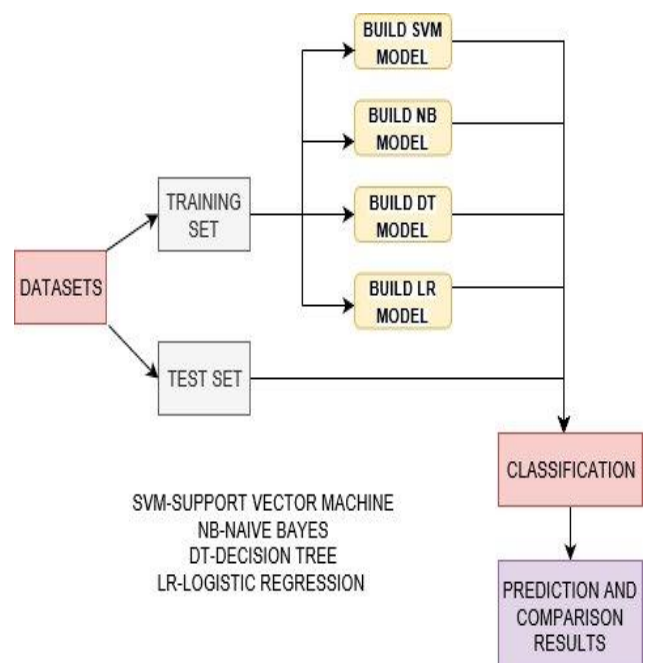 BUILD SVM
MODEL
BUILD NB
MODEL
TRAINING
SET
BUILD DT
MODEL
DATASETS
BUILD LR
MODEL
TEST SET
CLASSIFICATION
SVM-SUPPORT VECTOR MACHINE
NB-NAIVE BAYES
DT-DECISION TREE
LR-LOGISTIC REGRESSION
PREDICTION AND
COMPARISON
RESULTS